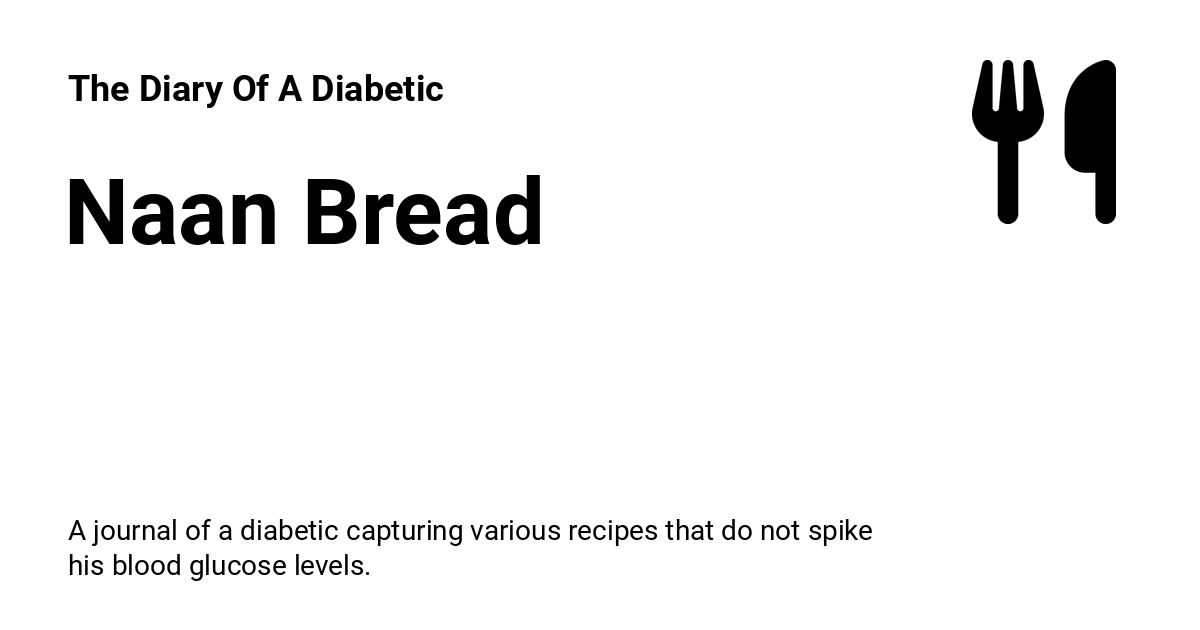 The Diary Of A Diabetic
Naan Bread
A journal of a diabetic capturing various recipes that do not spike
his blood glucose levels.